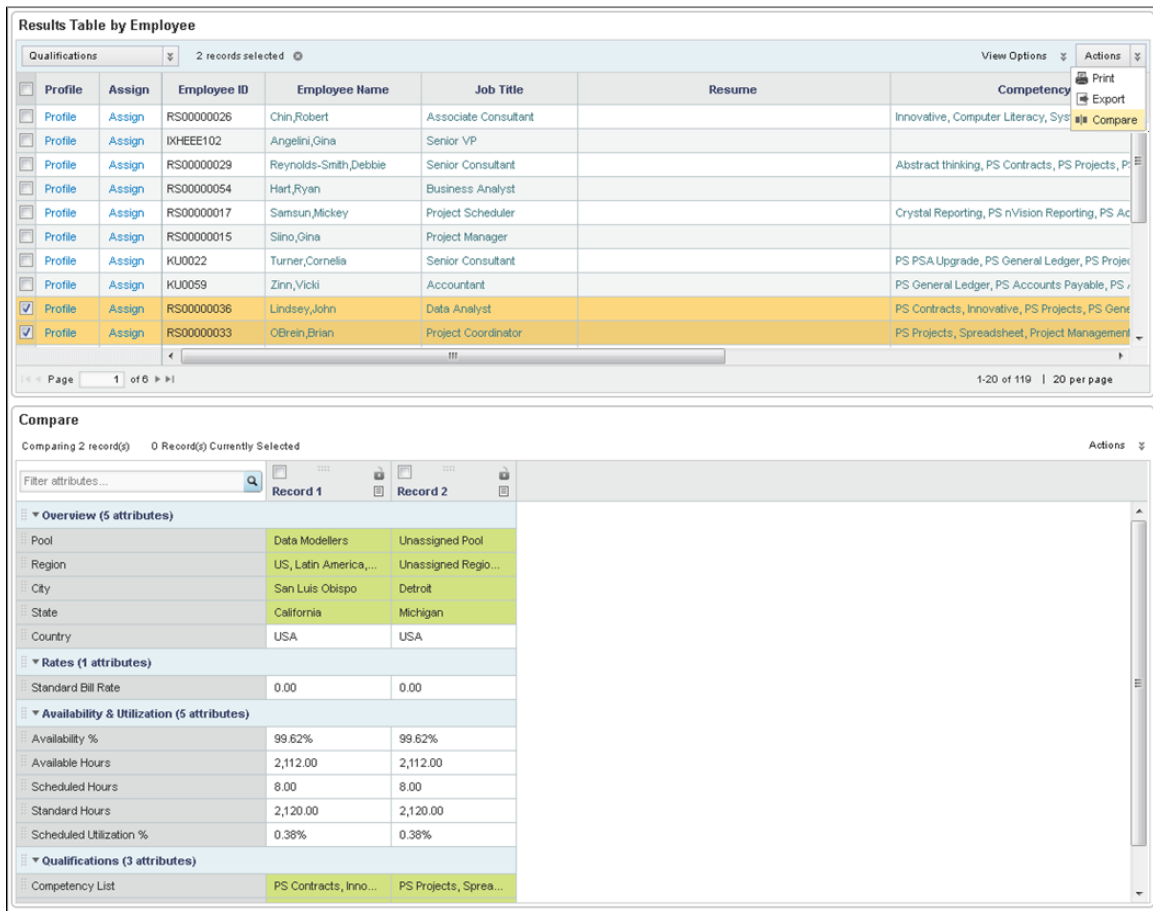 Results Table by Employee
Qualifications 2 records selected View Options Actions
Print
Export
Compare
Profile Assign Employee ID Employee Name Job Title Resume Competency
Profile Assign RS00000026 Chin,Robert Associate Consultant Innovative, Computer Literacy, Sys
Profile Assign IXHEEE102 Angelini,Gina Senior VP
Profile Assign RS00000029 Reynolds-Smith,Debbie Senior Consultant Abstract thinking, PS Contracts, PS Projects, P
Profile Assign RS00000054 Hart,Ryan Business Analyst
Profile Assign RS00000017 Samsun,Mickey Project Scheduler Crystal Reporting, PS nVision Reporting, PS Ac
Profile Assign RS00000015 Siino,Gina Project Manager
Profile Assign KU0022 Turner,Cornelia Senior Consultant PS PSA Upgrade, PS General Ledger, PS Projec
Profile Assign KU0059 Zinn,Vicki Accountant PS General Ledger, PS Accounts Payable, PS
Profile Assign RS00000036 Lindsey,John Data Analyst PS Contracts, Innovative, PS Projects, PS Gene
Profile Assign RS00000033 OBrein,Brian Project Coordinator PS Projects, Spreadsheet, Project Management
Page 1 of 6 1-20 of 119 | 20 per page
Compare
Comparing 2 record(s) 0 Record(s) Currently Selected Actions
Filter attributes...
Record 1 Record 2
Overview (5 attributes)
Pool Data Modellers Unassigned Pool
Region US, Latin America,... Unassigned Regio...
City San Luis Obispo Detroit
State California Michigan
Country USA USA
Rates (1 attributes)
Standard Bill Rate 0.00 0.00
Availability & Utilization (5 attributes)
Availability % 99.62% 99.62%
Available Hours 2,112.00 2,112.00
Scheduled Hours 8.00 8.00
Standard Hours 2,120.00 2,120.00
Scheduled Utilization % 0.38% 0.38%
Qualifications (3 attributes)
Competency List PS Contracts, Inno... PS Projects, Sprea...